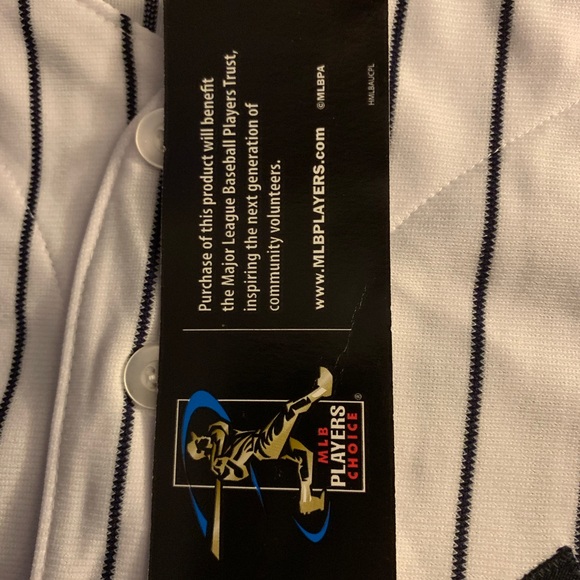 Purchase of this product will benefit
the Major League Baseball Players Trust,
inspiring the next generation of
community volunteers.
www.MLBPLAYERS.com ©MLBPA
HMLBAUCPL
MLB
PLAYERS
CHOICE ®